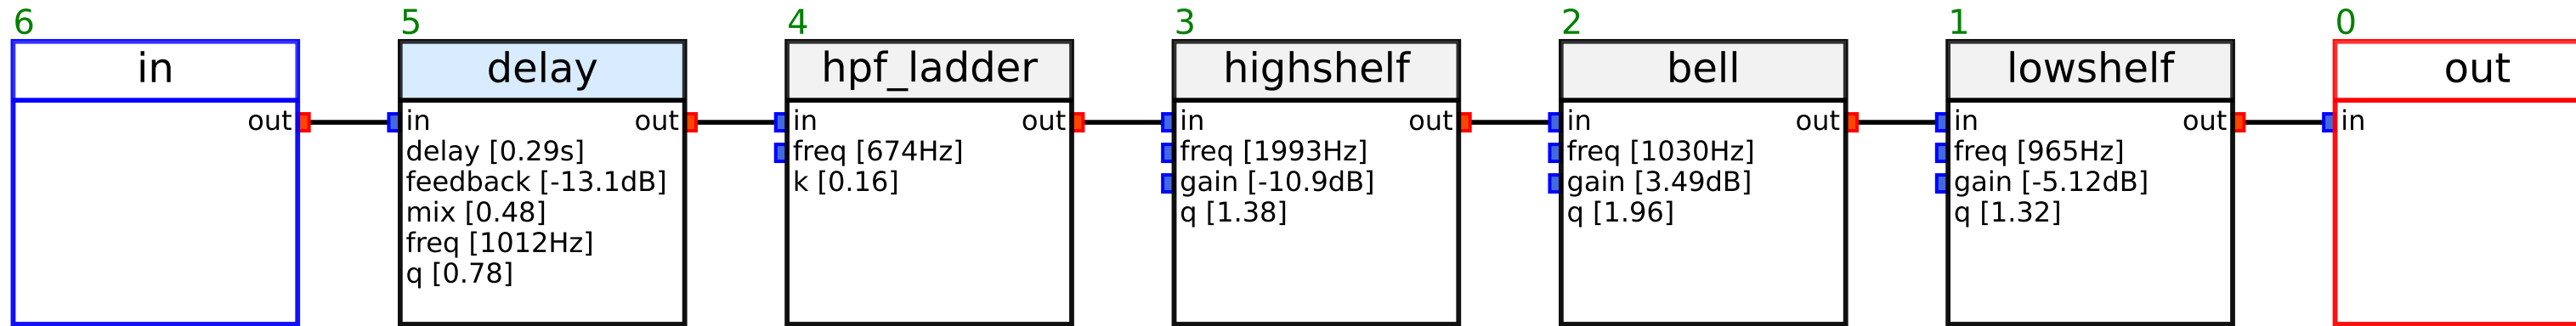 6 5 4 3 2 1 0
in delay hpf_ladder highshelf bell lowshelf out
out in out in out in out in out in out in
delay [0.29s] freq [674Hz] freq [1993Hz] freq [1030Hz] freq [965Hz]
feedback [-13.1dB] k [0.16] gain [-10.9dB] gain [3.49dB] gain [-5.12dB]
mix [0.48] q [1.38] q [1.96] q [1.32]
freq [1012Hz]
q [0.78]